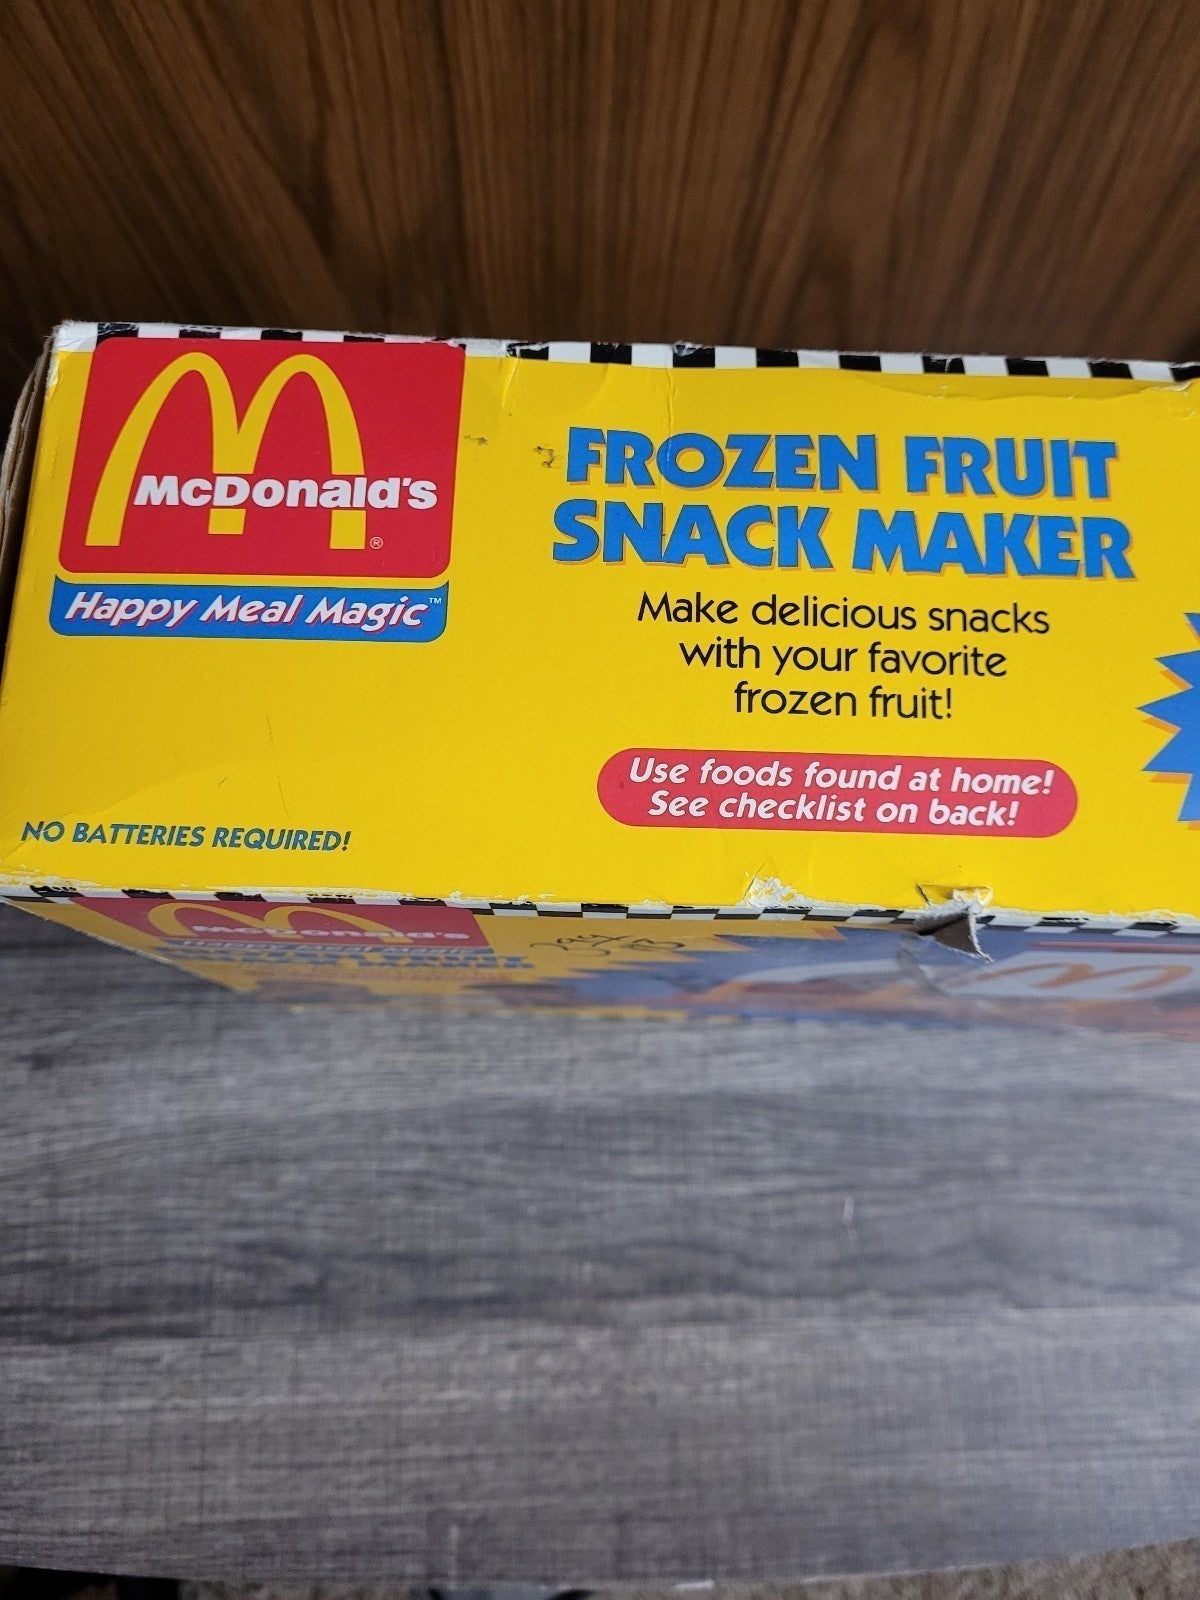 McDonald's
®
Happy Meal Magic™
NO BATTERIES REQUIRED!
FROZEN FRUIT
SNACK MAKER
Make delicious snacks
with your favorite
frozen fruit!
Use foods found at home!
See checklist on back!
McDonald's